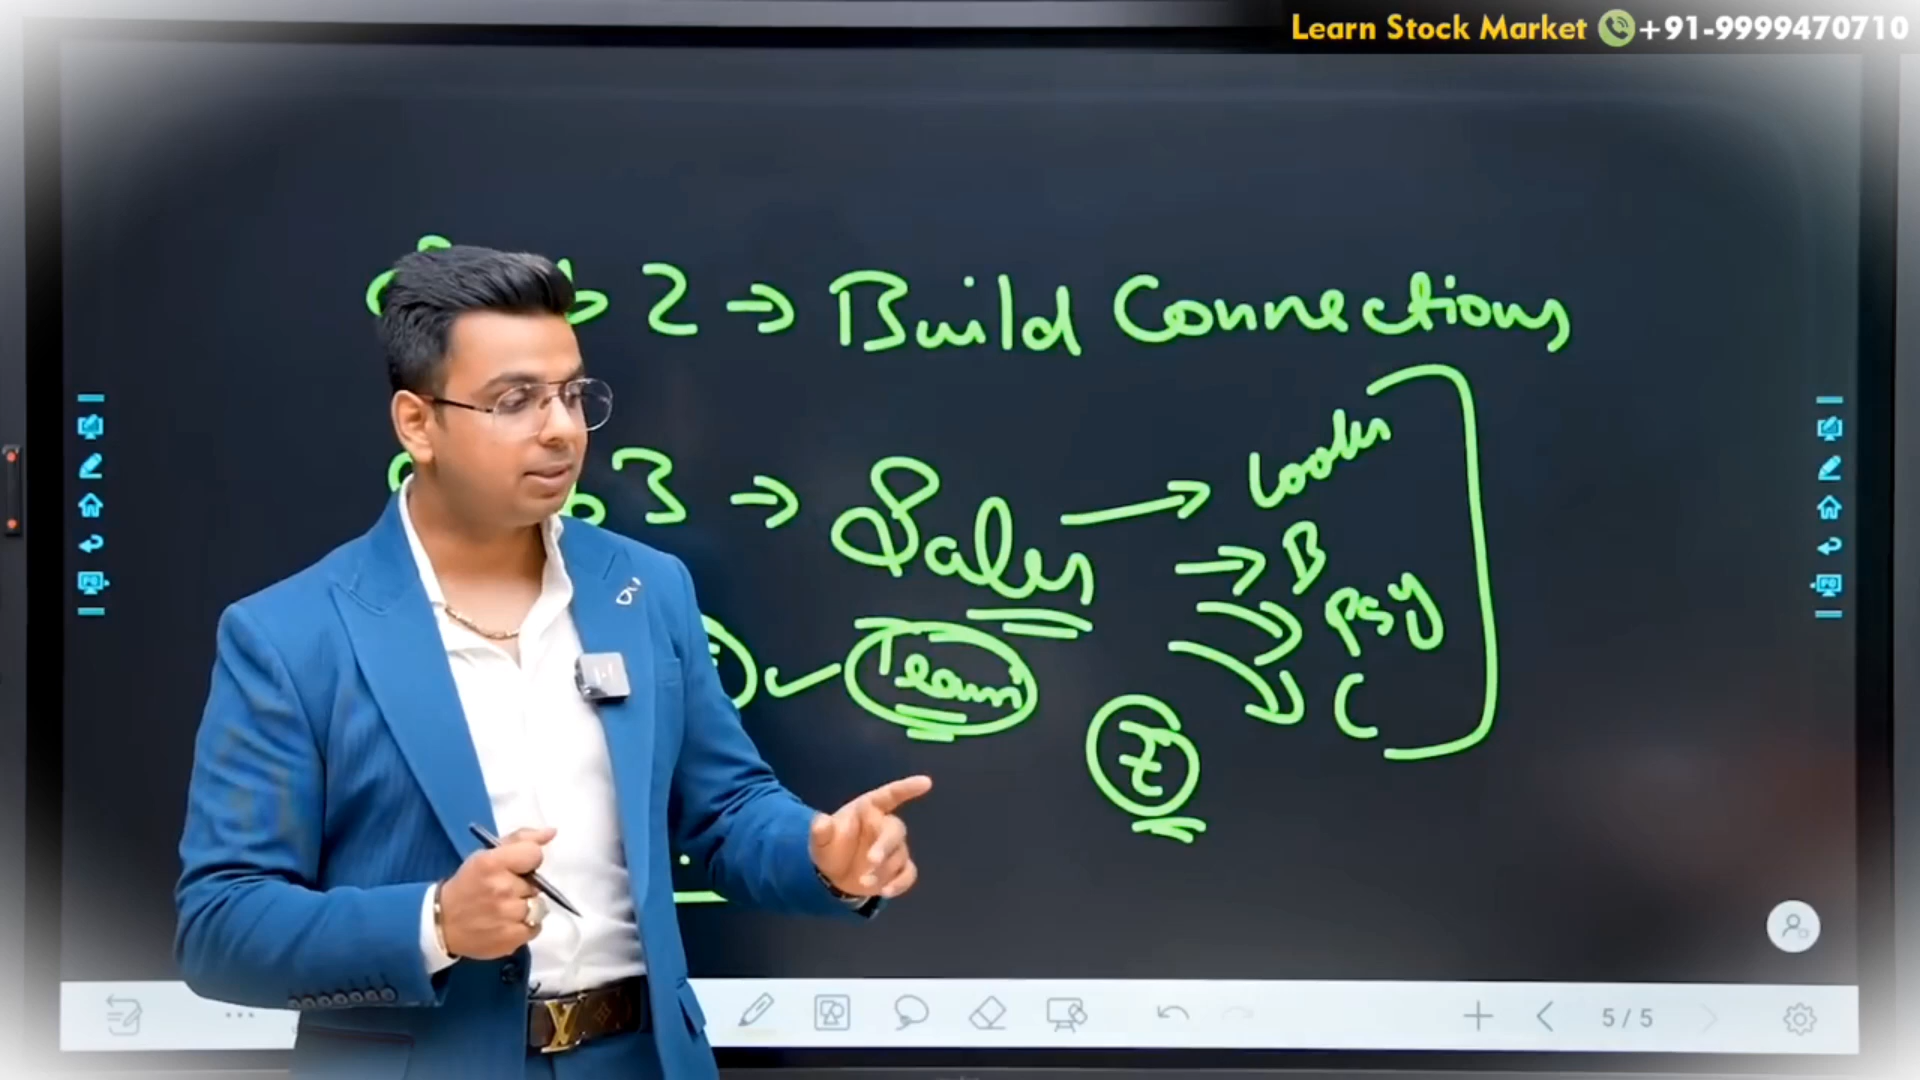 Learn Stock Market +91-9999470710
2 → Build Connections
3 → Sales → Looks
→ B
→ Psy
→ C
Team
5/5